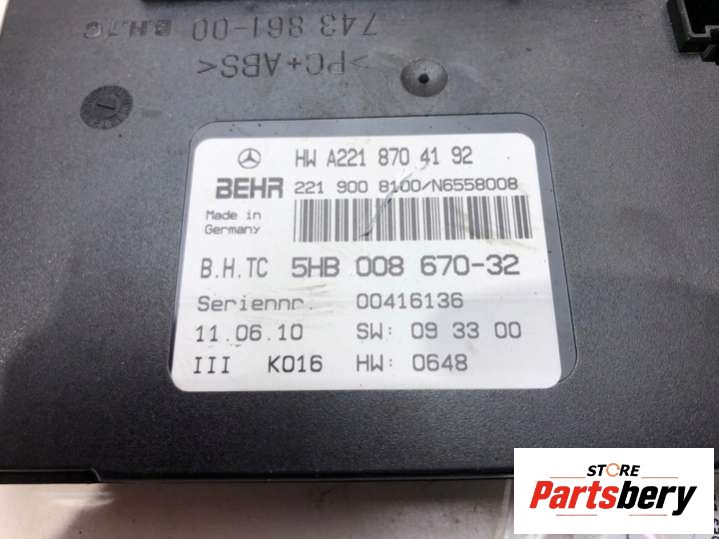 743 861-00 B.H.TC
>PC+ABS<
HW A221 870 41 92
BEHR 221 900 8100/N6558008
Made in
Germany
B.H.TC 5HB 008 670-32
Seriennr. 00416136
11.06.10 SW: 09 33 00
III K016 HW: 0648
STORE
Partsbery